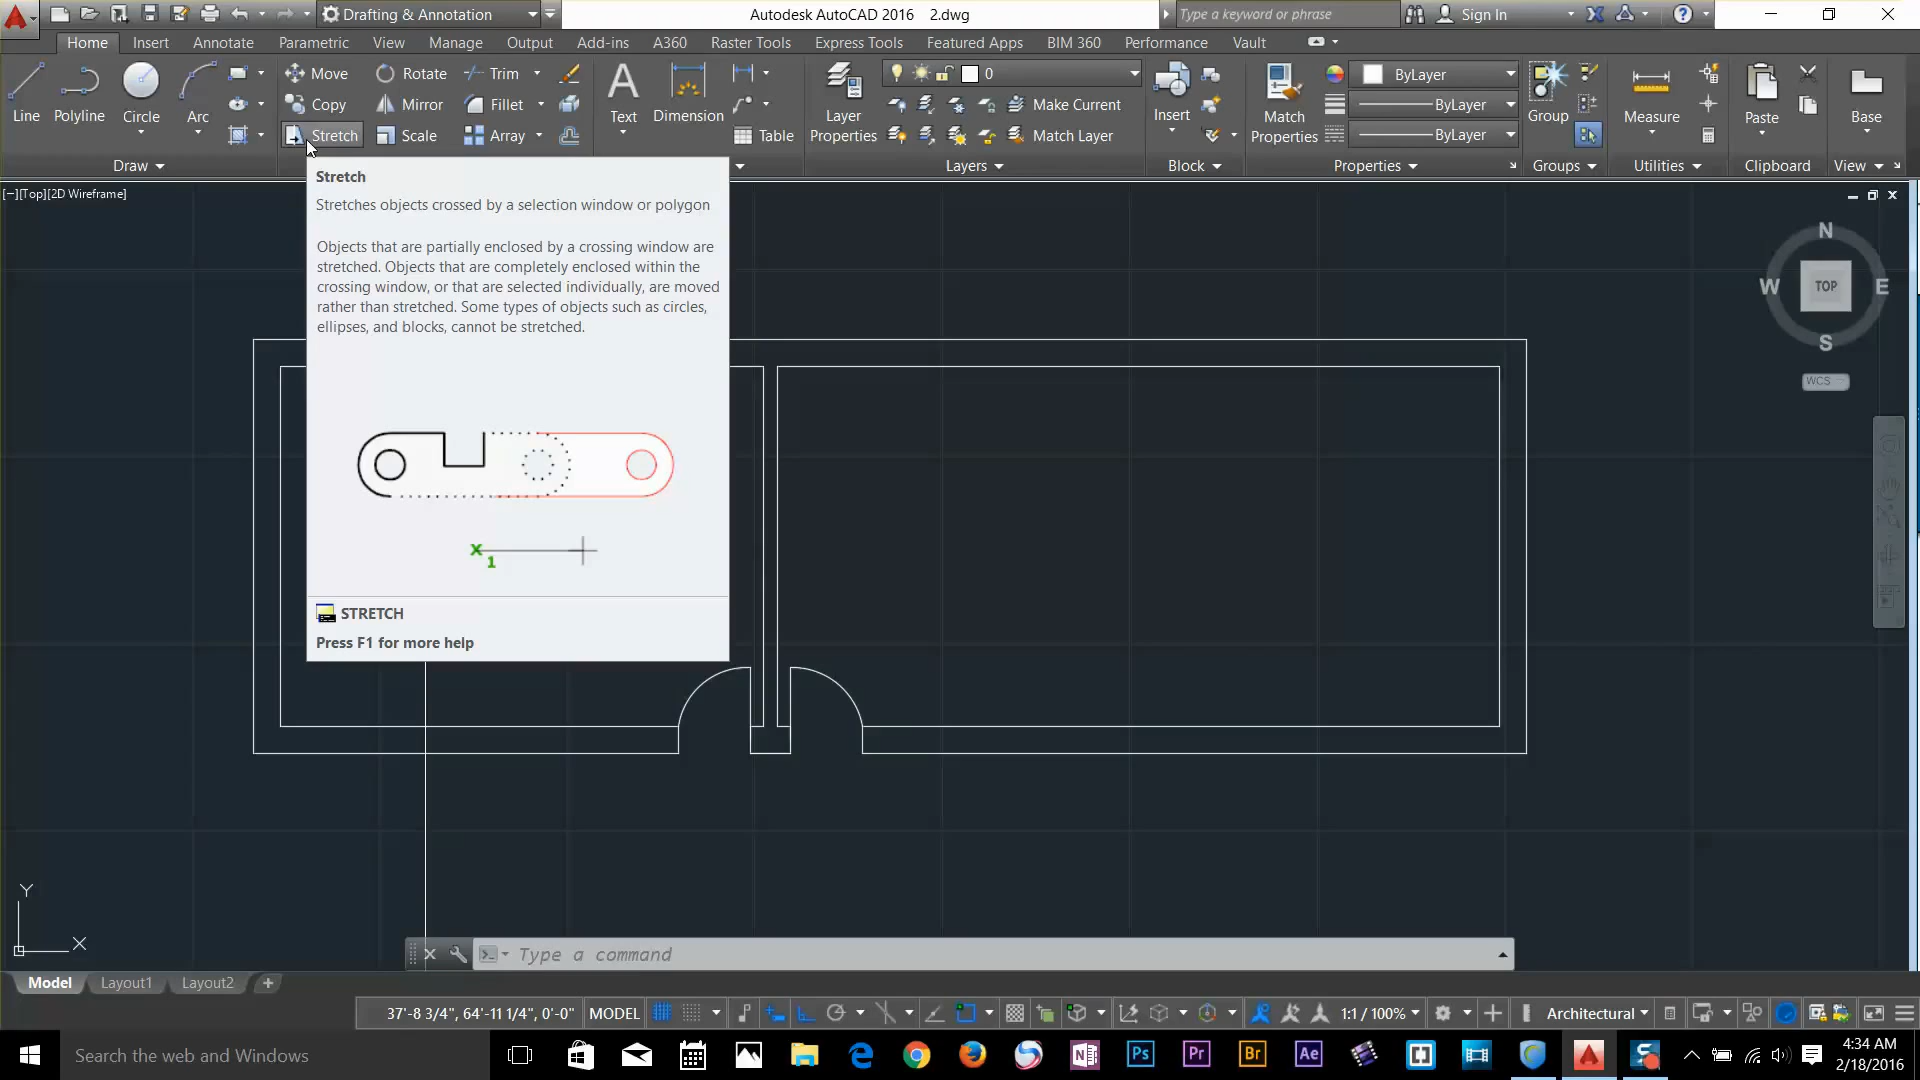 Drafting & Annotation
Autodesk AutoCAD 2016 2.dwg
Type a keyword or phrase
Sign In
Home Insert Annotate Parametric View Manage Output Add-ins A360 Raster Tools Express Tools Featured Apps BIM 360 Performance Vault
Line Polyline Circle Arc
Draw
Move Rotate Trim
Copy Mirror Fillet
Stretch Scale Array
Text Dimension Table
Layer Properties
0
Make Current
Match Layer
Layers
Insert
Block
Match Properties
ByLayer
ByLayer
ByLayer
Properties
Group
Groups
Measure
Utilities
Paste
Clipboard
Base
View
[−][Top][2D Wireframe]
Stretch
Stretches objects crossed by a selection window or polygon
Objects that are partially enclosed by a crossing window are
stretched. Objects that are completely enclosed within the
crossing window, or that are selected individually, are moved
rather than stretched. Some types of objects such as circles,
ellipses, and blocks, cannot be stretched.
x
1
STRETCH
Press F1 for more help
N
W TOP E
S
WCS
Y
X
Type a command
Model Layout1 Layout2 +
37'-8 3/4", 64'-11 1/4", 0'-0" MODEL 1:1 / 100% Architectural
Search the web and Windows
Ps Pr Br Ae
4:34 AM
2/18/2016